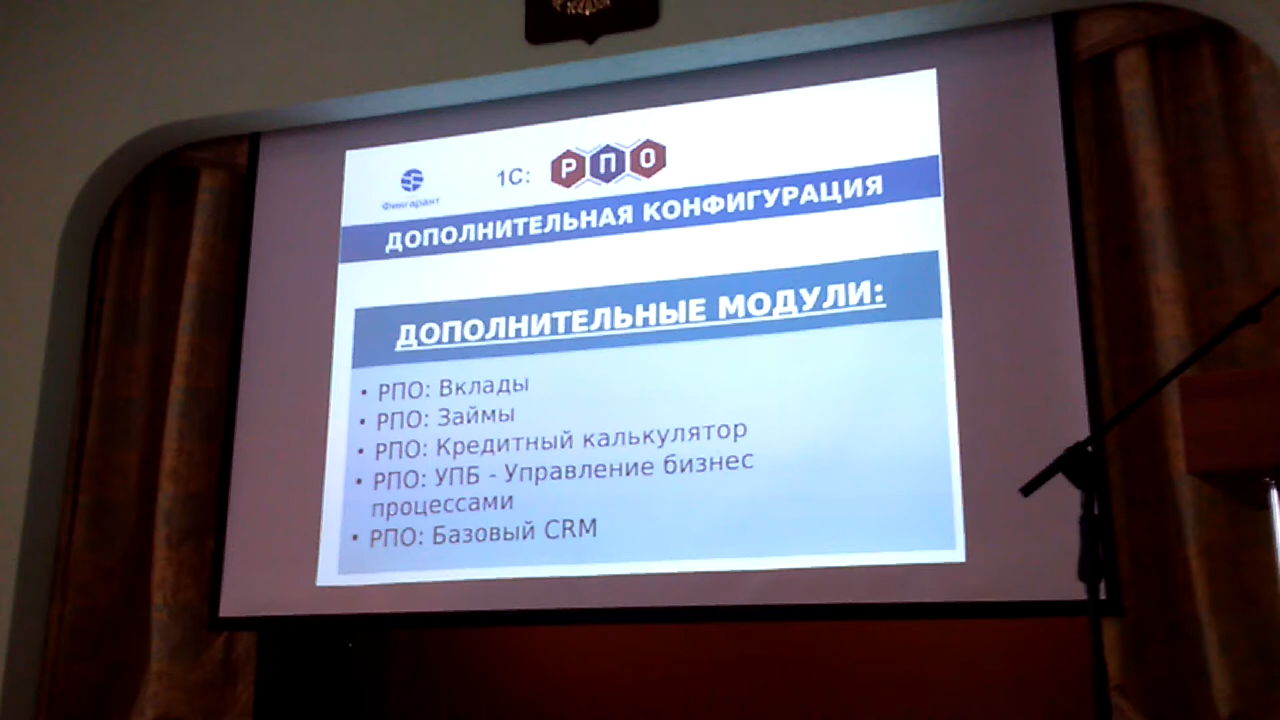 Фингарант
1С: РПО
ДОПОЛНИТЕЛЬНАЯ КОНФИГУРАЦИЯ
ДОПОЛНИТЕЛЬНЫЕ МОДУЛИ:
• РПО: Вклады
• РПО: Займы
• РПО: Кредитный калькулятор
• РПО: УПБ - Управление бизнес
процессами
• РПО: Базовый CRM